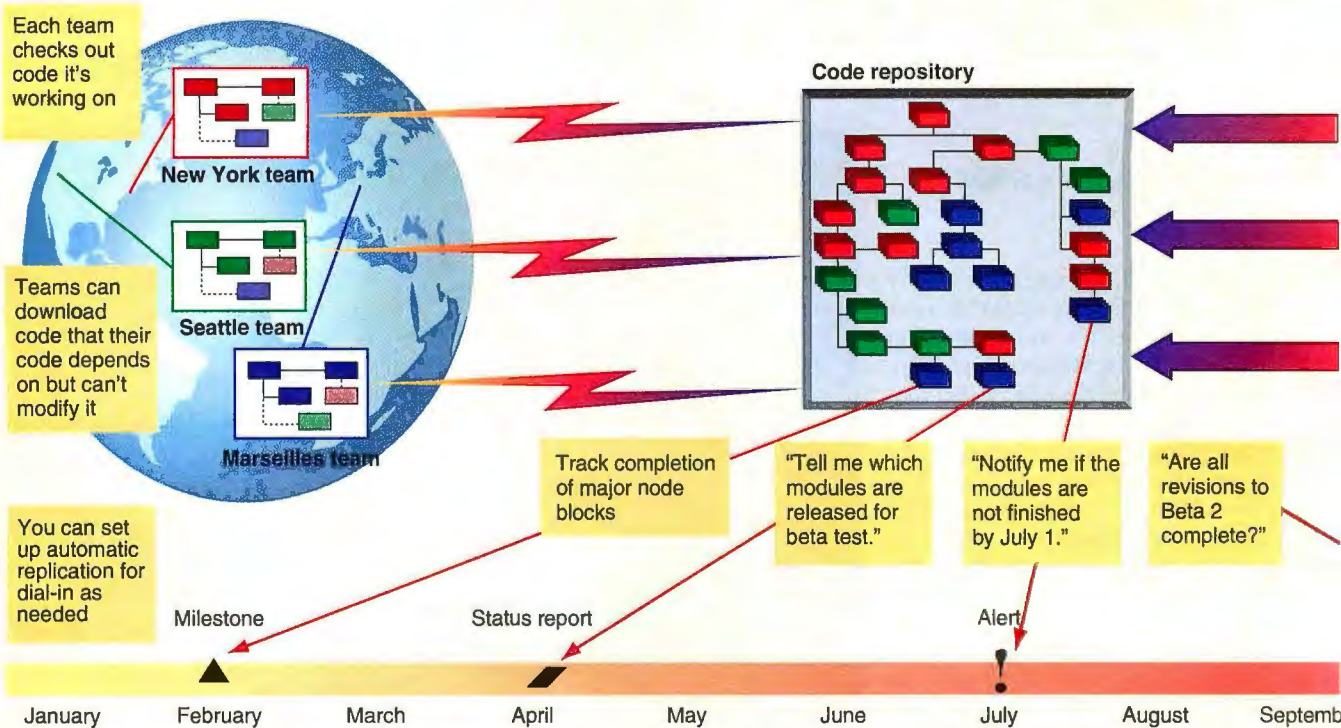 Each team
checks out
code it's
working on
New York team
Seattle team
Marseilles team
Teams can
download
code that their
code depends
on but can't
modify it
You can set
up automatic
replication for
dial-in as
needed
Code repository
Track completion
of major node
blocks
"Tell me which
modules are
released for
beta test."
"Notify me if the
modules are
not finished
by July 1."
"Are all
revisions to
Beta 2
complete?"
Milestone
Status report
Alert
January
February
March
April
May
June
July
August
Septemb